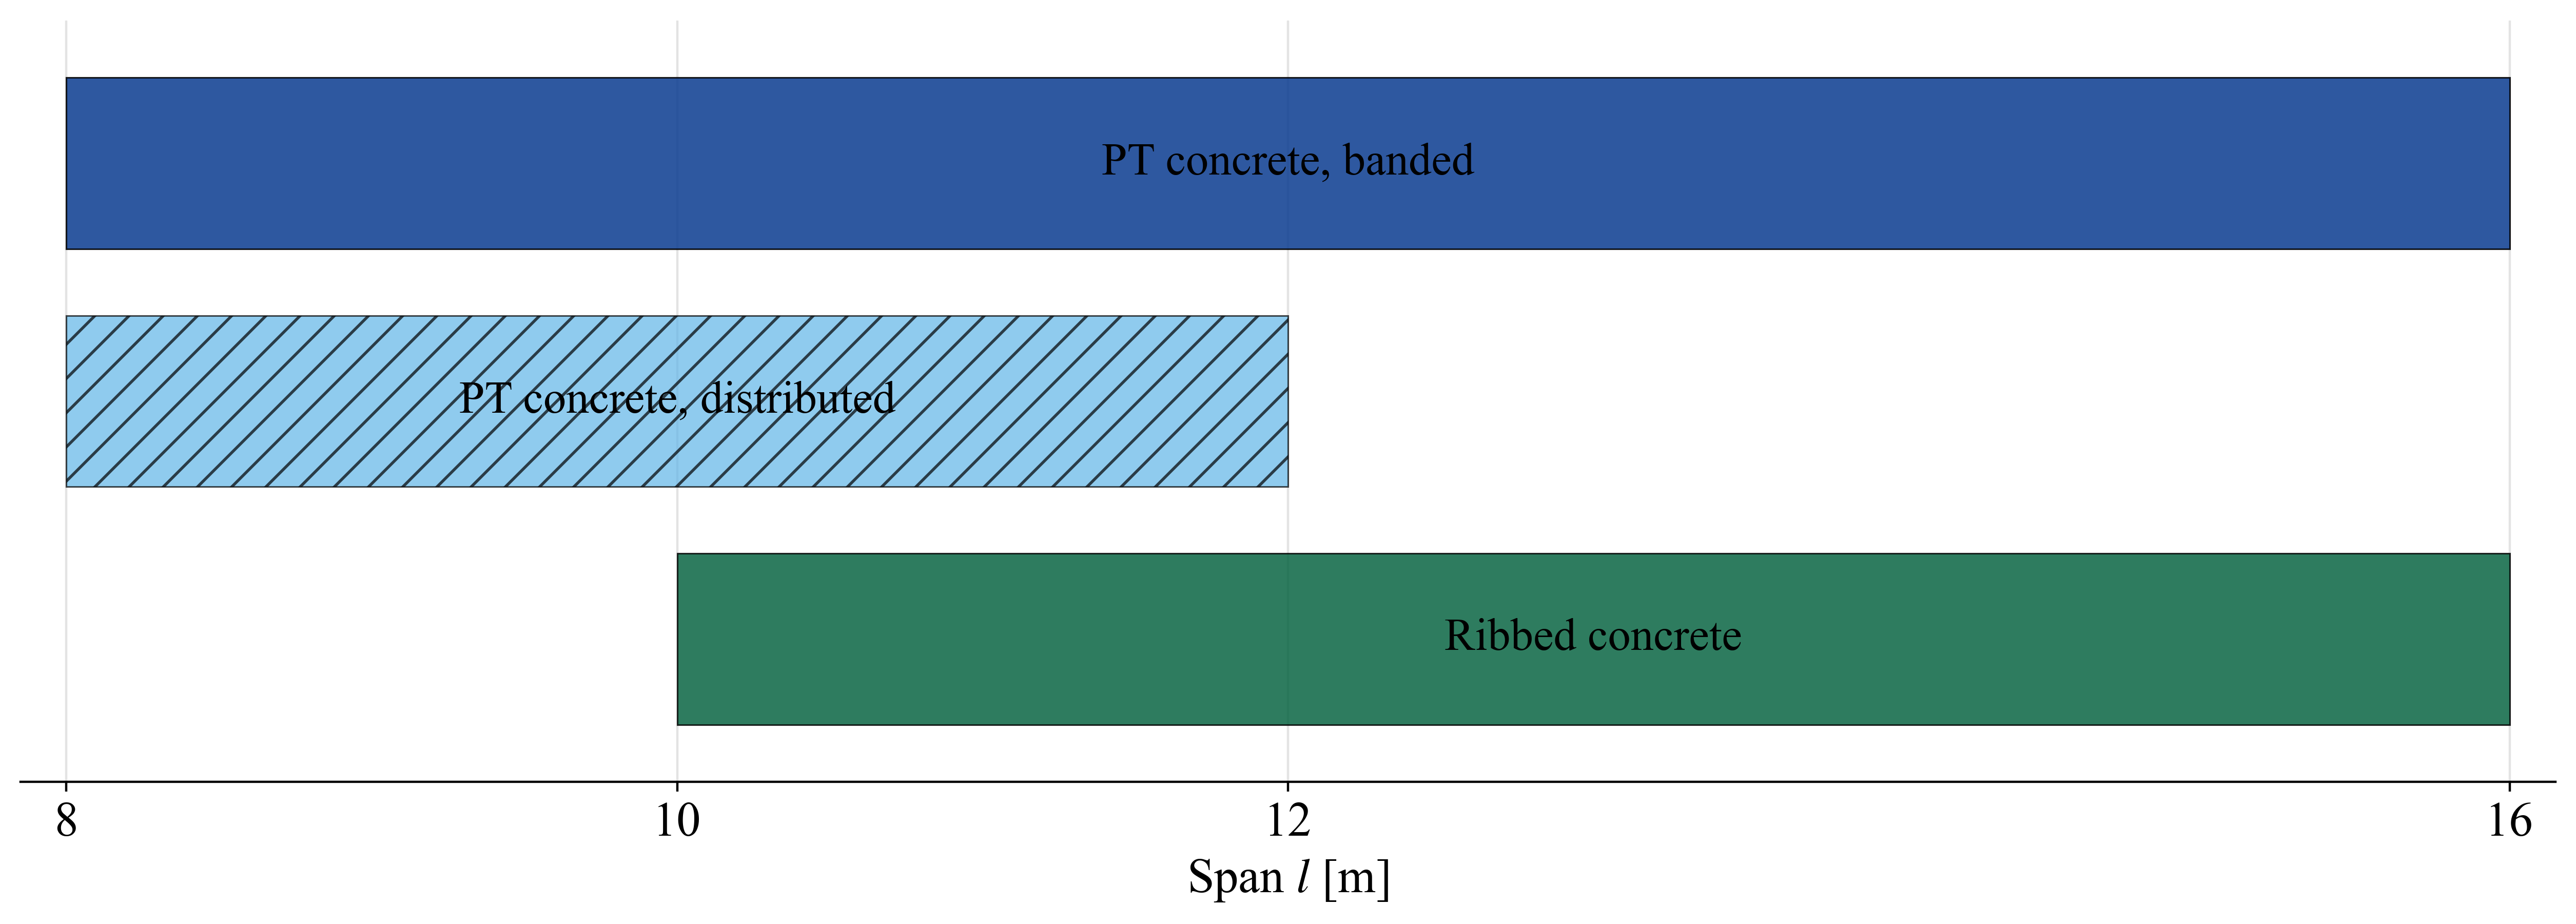 PT concrete, banded
PT concrete, distributed
Ribbed concrete
8 10 12 16
Span l [m]